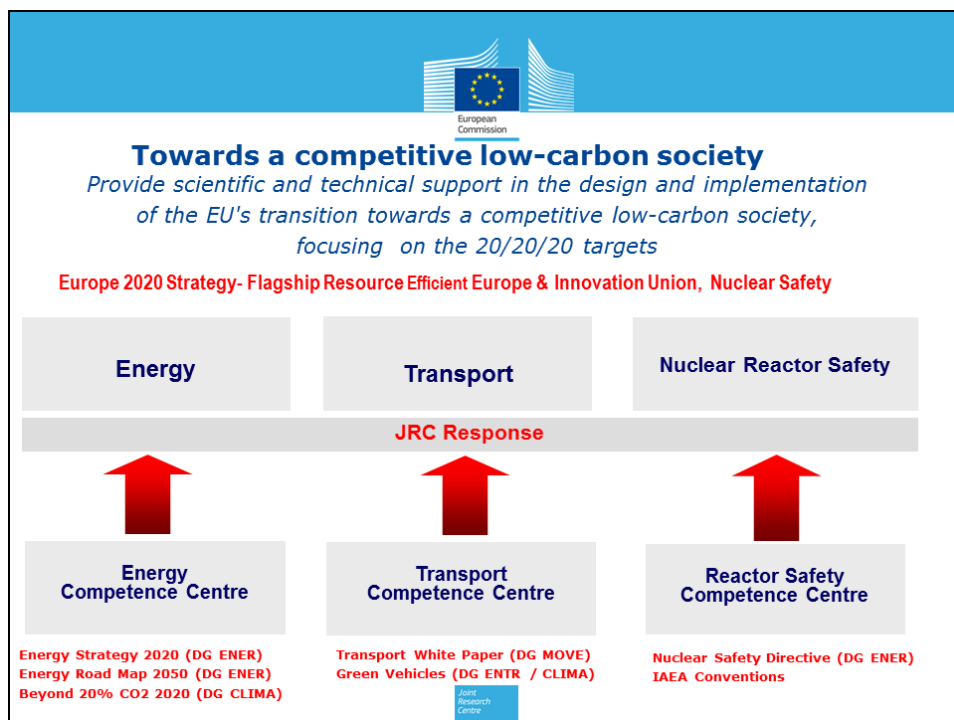 European
Commission
Towards a competitive low-carbon society
Provide scientific and technical support in the design and implementation
of the EU's transition towards a competitive low-carbon society,
focusing on the 20/20/20 targets
Europe 2020 Strategy- Flagship Resource Efficient Europe & Innovation Union, Nuclear Safety
Energy
Transport
Nuclear Reactor Safety
JRC Response
Energy
Competence Centre
Transport
Competence Centre
Reactor Safety
Competence Centre
Energy Strategy 2020 (DG ENER)
Energy Road Map 2050 (DG ENER)
Beyond 20% CO2 2020 (DG CLIMA)
Transport White Paper (DG MOVE)
Green Vehicles (DG ENTR / CLIMA)
Nuclear Safety Directive (DG ENER)
IAEA Conventions
Joint
Research
Centre